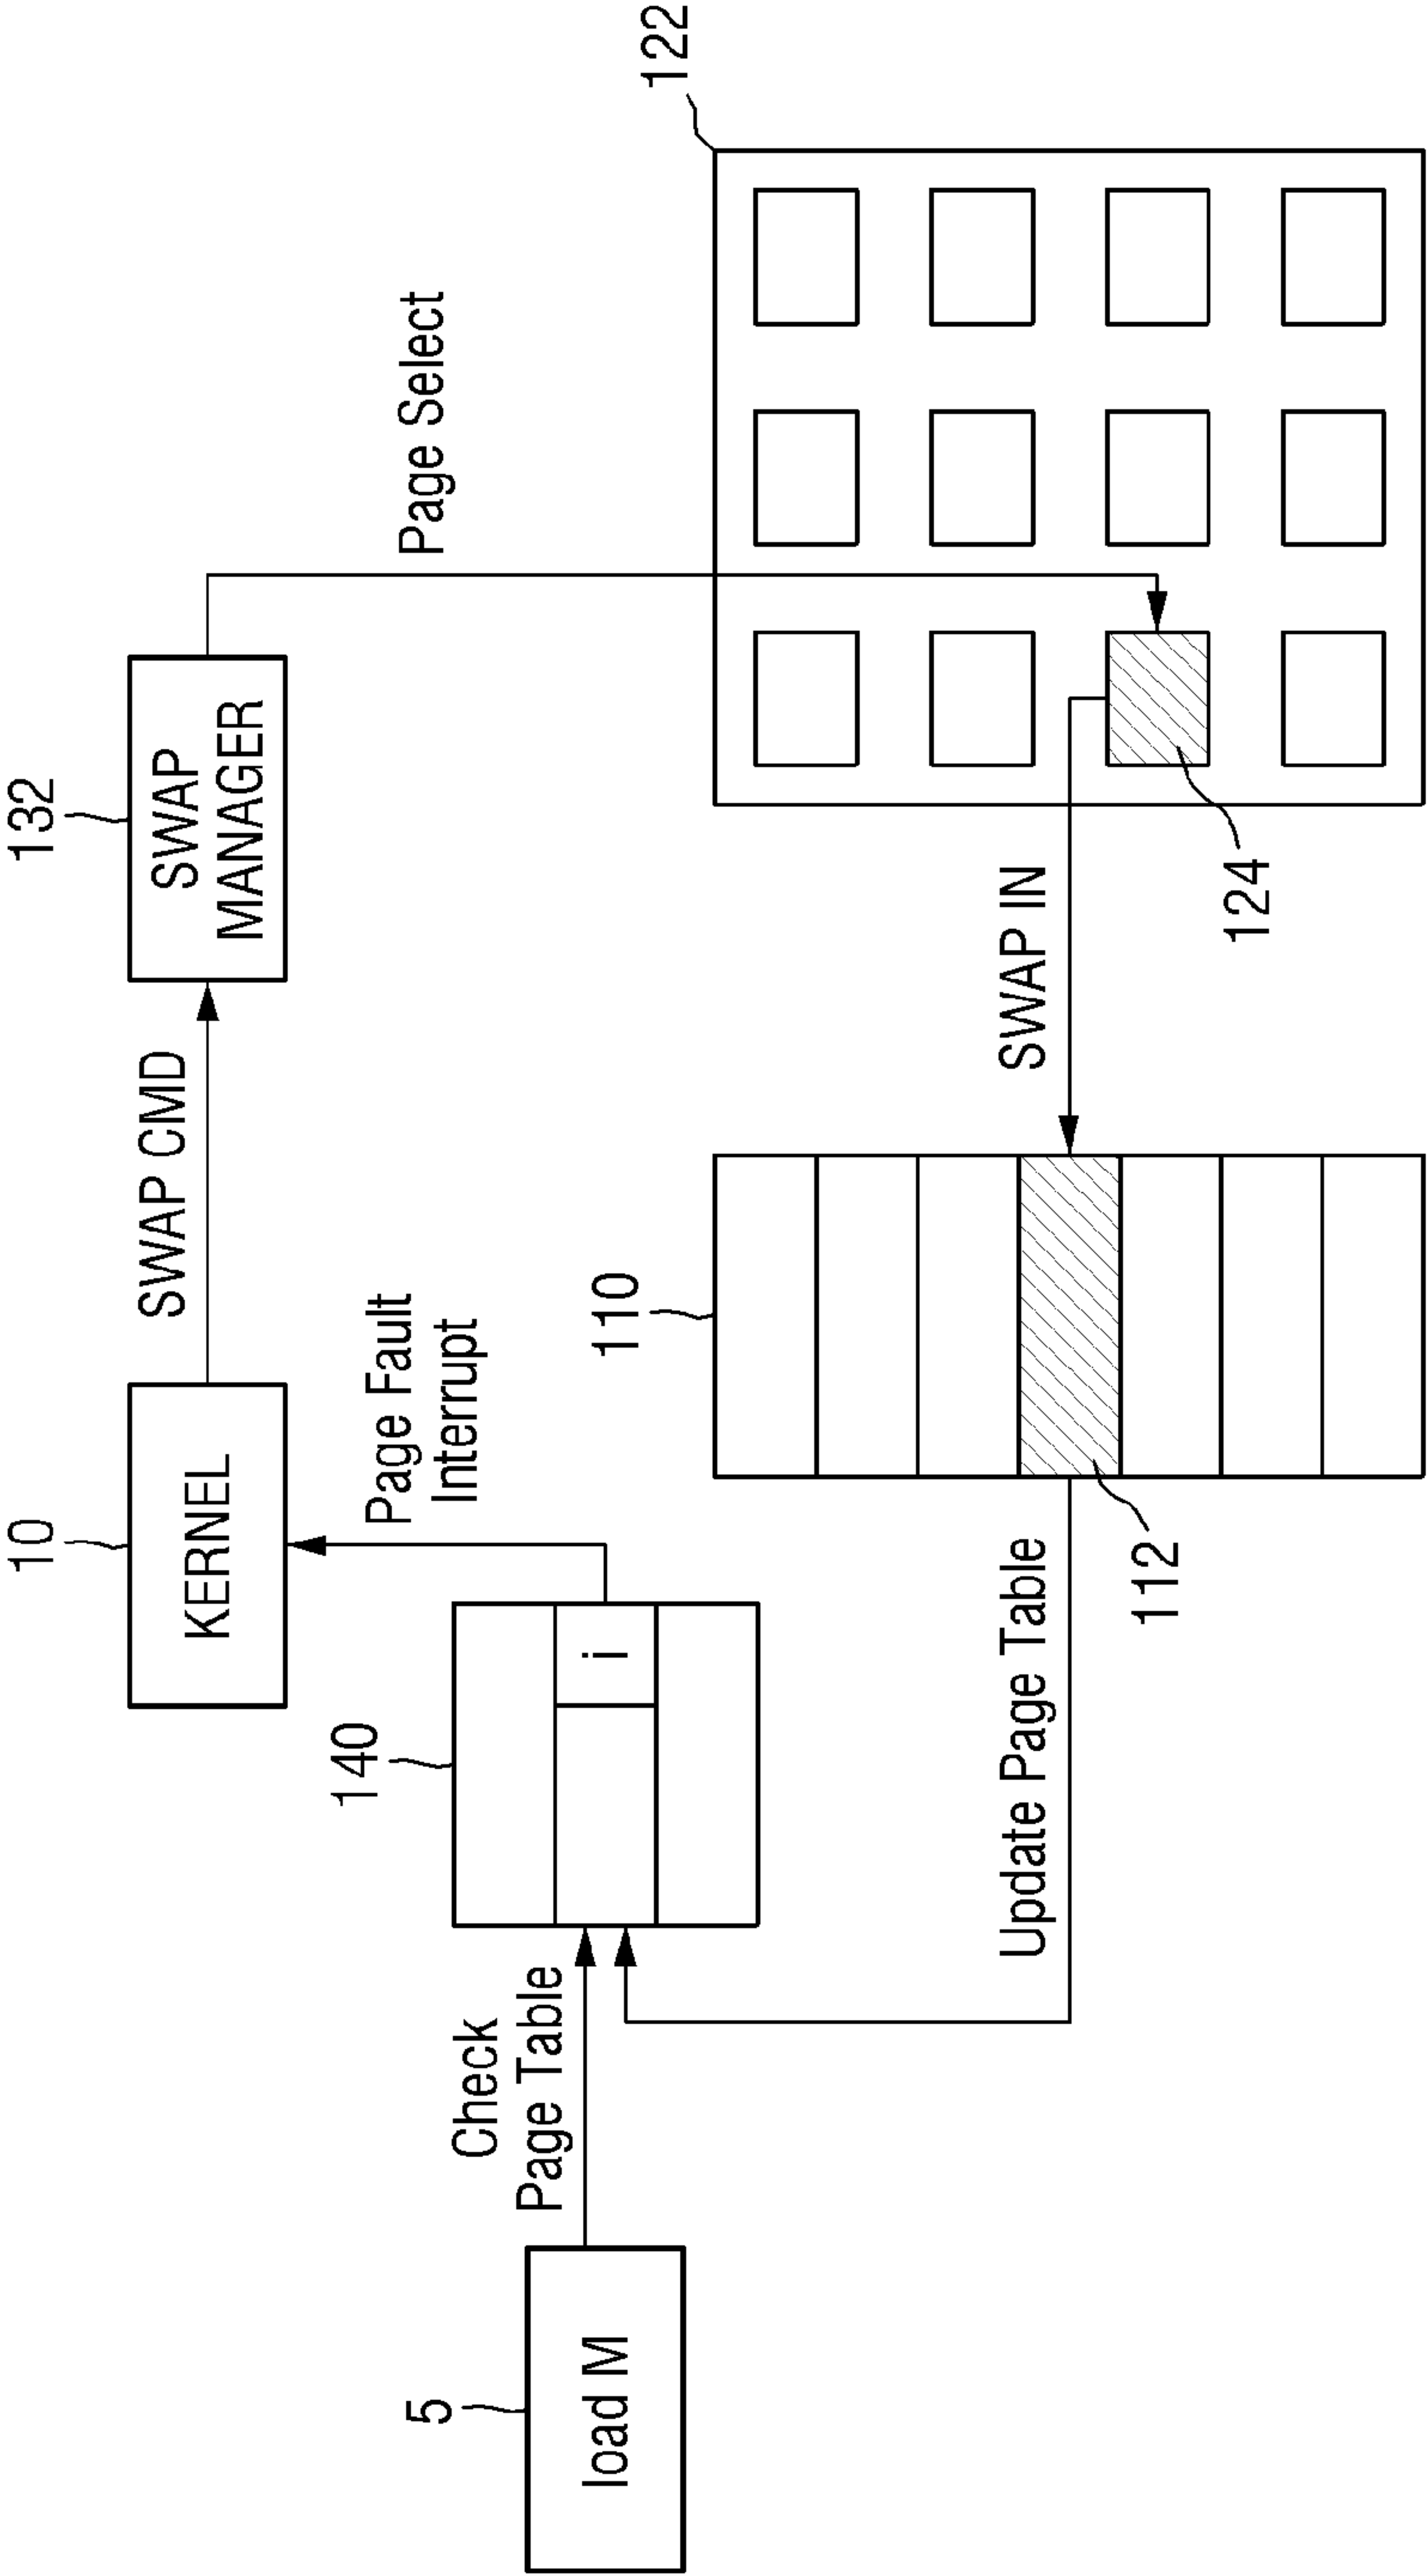 10
KERNEL
SWAP CMD
132
SWAP
MANAGER
Page Select
Page Fault
Interrupt
140
i
5
load M
Check
Page Table
110
122
SWAP IN
Update Page Table
112
124